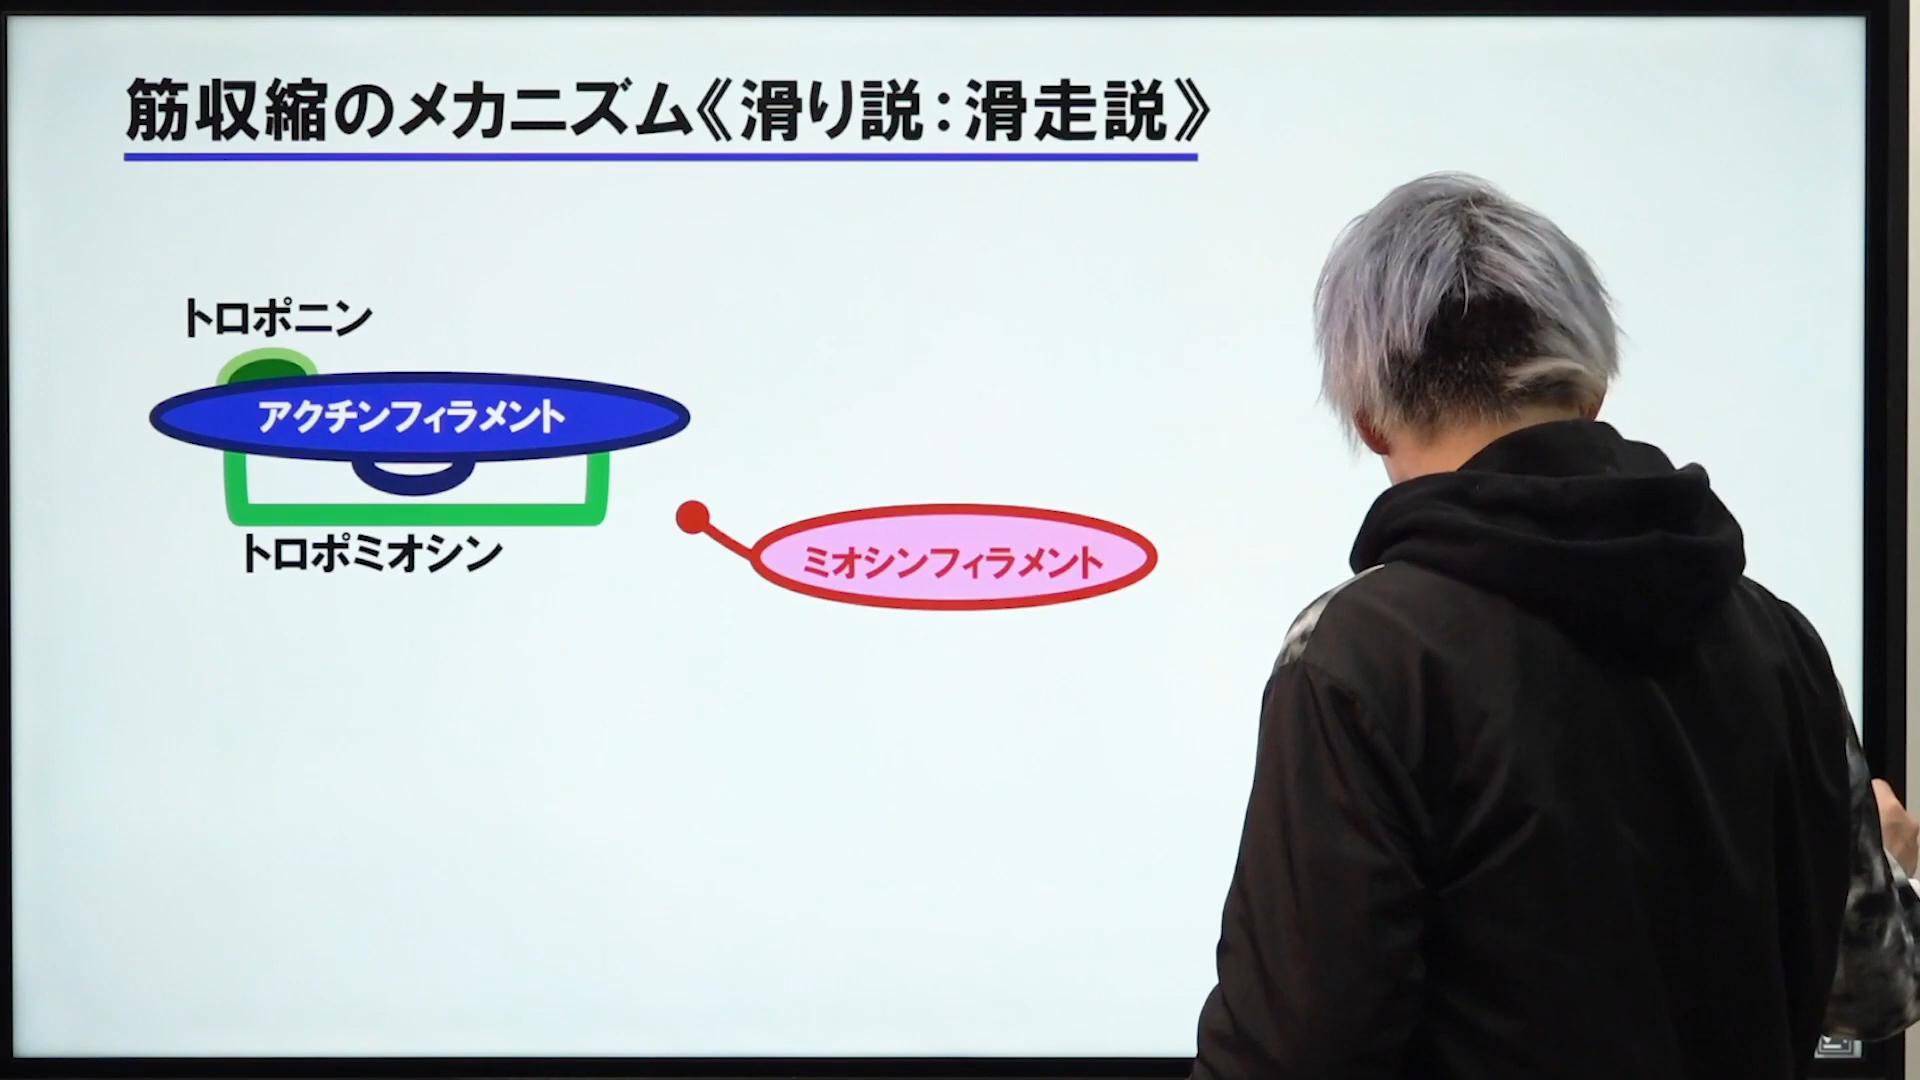 筋収縮のメカニズム《滑り説：滑走説》
トロポニン
アクチンフィラメント
トロポミオシン
ミオシンフィラメント